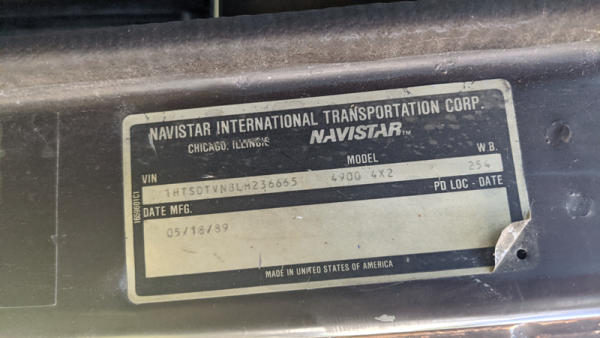 NAVISTAR INTERNATIONAL TRANSPORTATION CORP.
CHICAGO, ILLINOIS NAVISTAR™
VIN MODEL W.B.
1HTSDTVN3LH236665 4900 4X2 254
DATE MFG. PD LOC - DATE
05/18/89
MADE IN UNITED STATES OF AMERICA